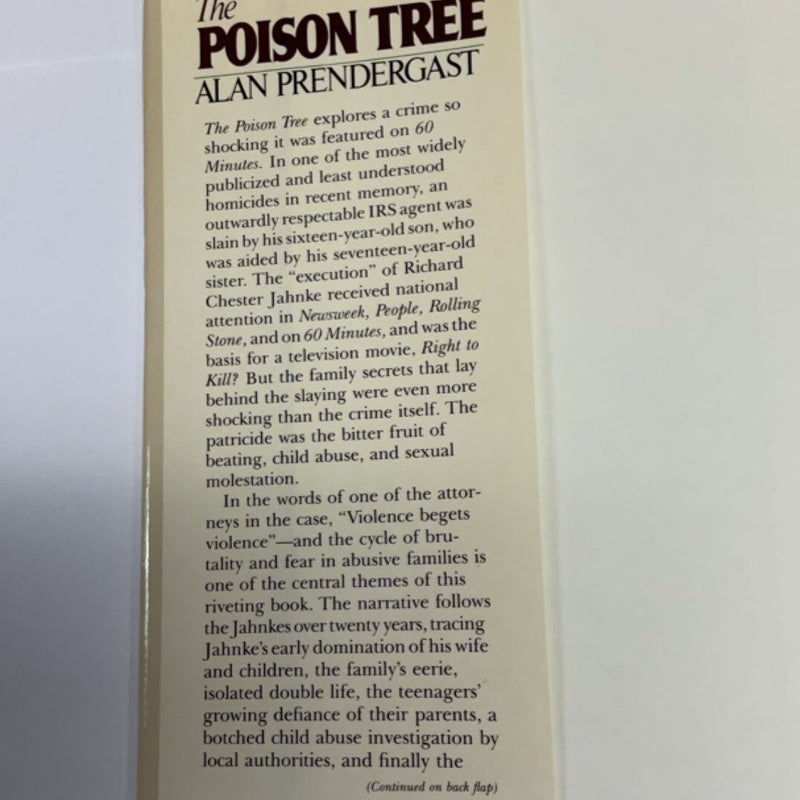 The
POISON TREE
ALAN PRENDERGAST
The Poison Tree explores a crime so
shocking it was featured on 60
Minutes. In one of the most widely
publicized and least understood
homicides in recent memory, an
outwardly respectable IRS agent was
slain by his sixteen-year-old son, who
was aided by his seventeen-year-old
sister. The “execution” of Richard
Chester Jahnke received national
attention in Newsweek, People, Rolling
Stone, and on 60 Minutes, and was the
basis for a television movie, Right to
Kill? But the family secrets that lay
behind the slaying were even more
shocking than the crime itself. The
patricide was the bitter fruit of
beating, child abuse, and sexual
molestation.
In the words of one of the attor-
neys in the case, “Violence begets
violence”—and the cycle of bru-
tality and fear in abusive families is
one of the central themes of this
riveting book. The narrative follows
the Jahnkes over twenty years, tracing
Jahnke’s early domination of his wife
and children, the family’s eerie,
isolated double life, the teenagers’
growing defiance of their parents, a
botched child abuse investigation by
local authorities, and finally the
(Continued on back flap)